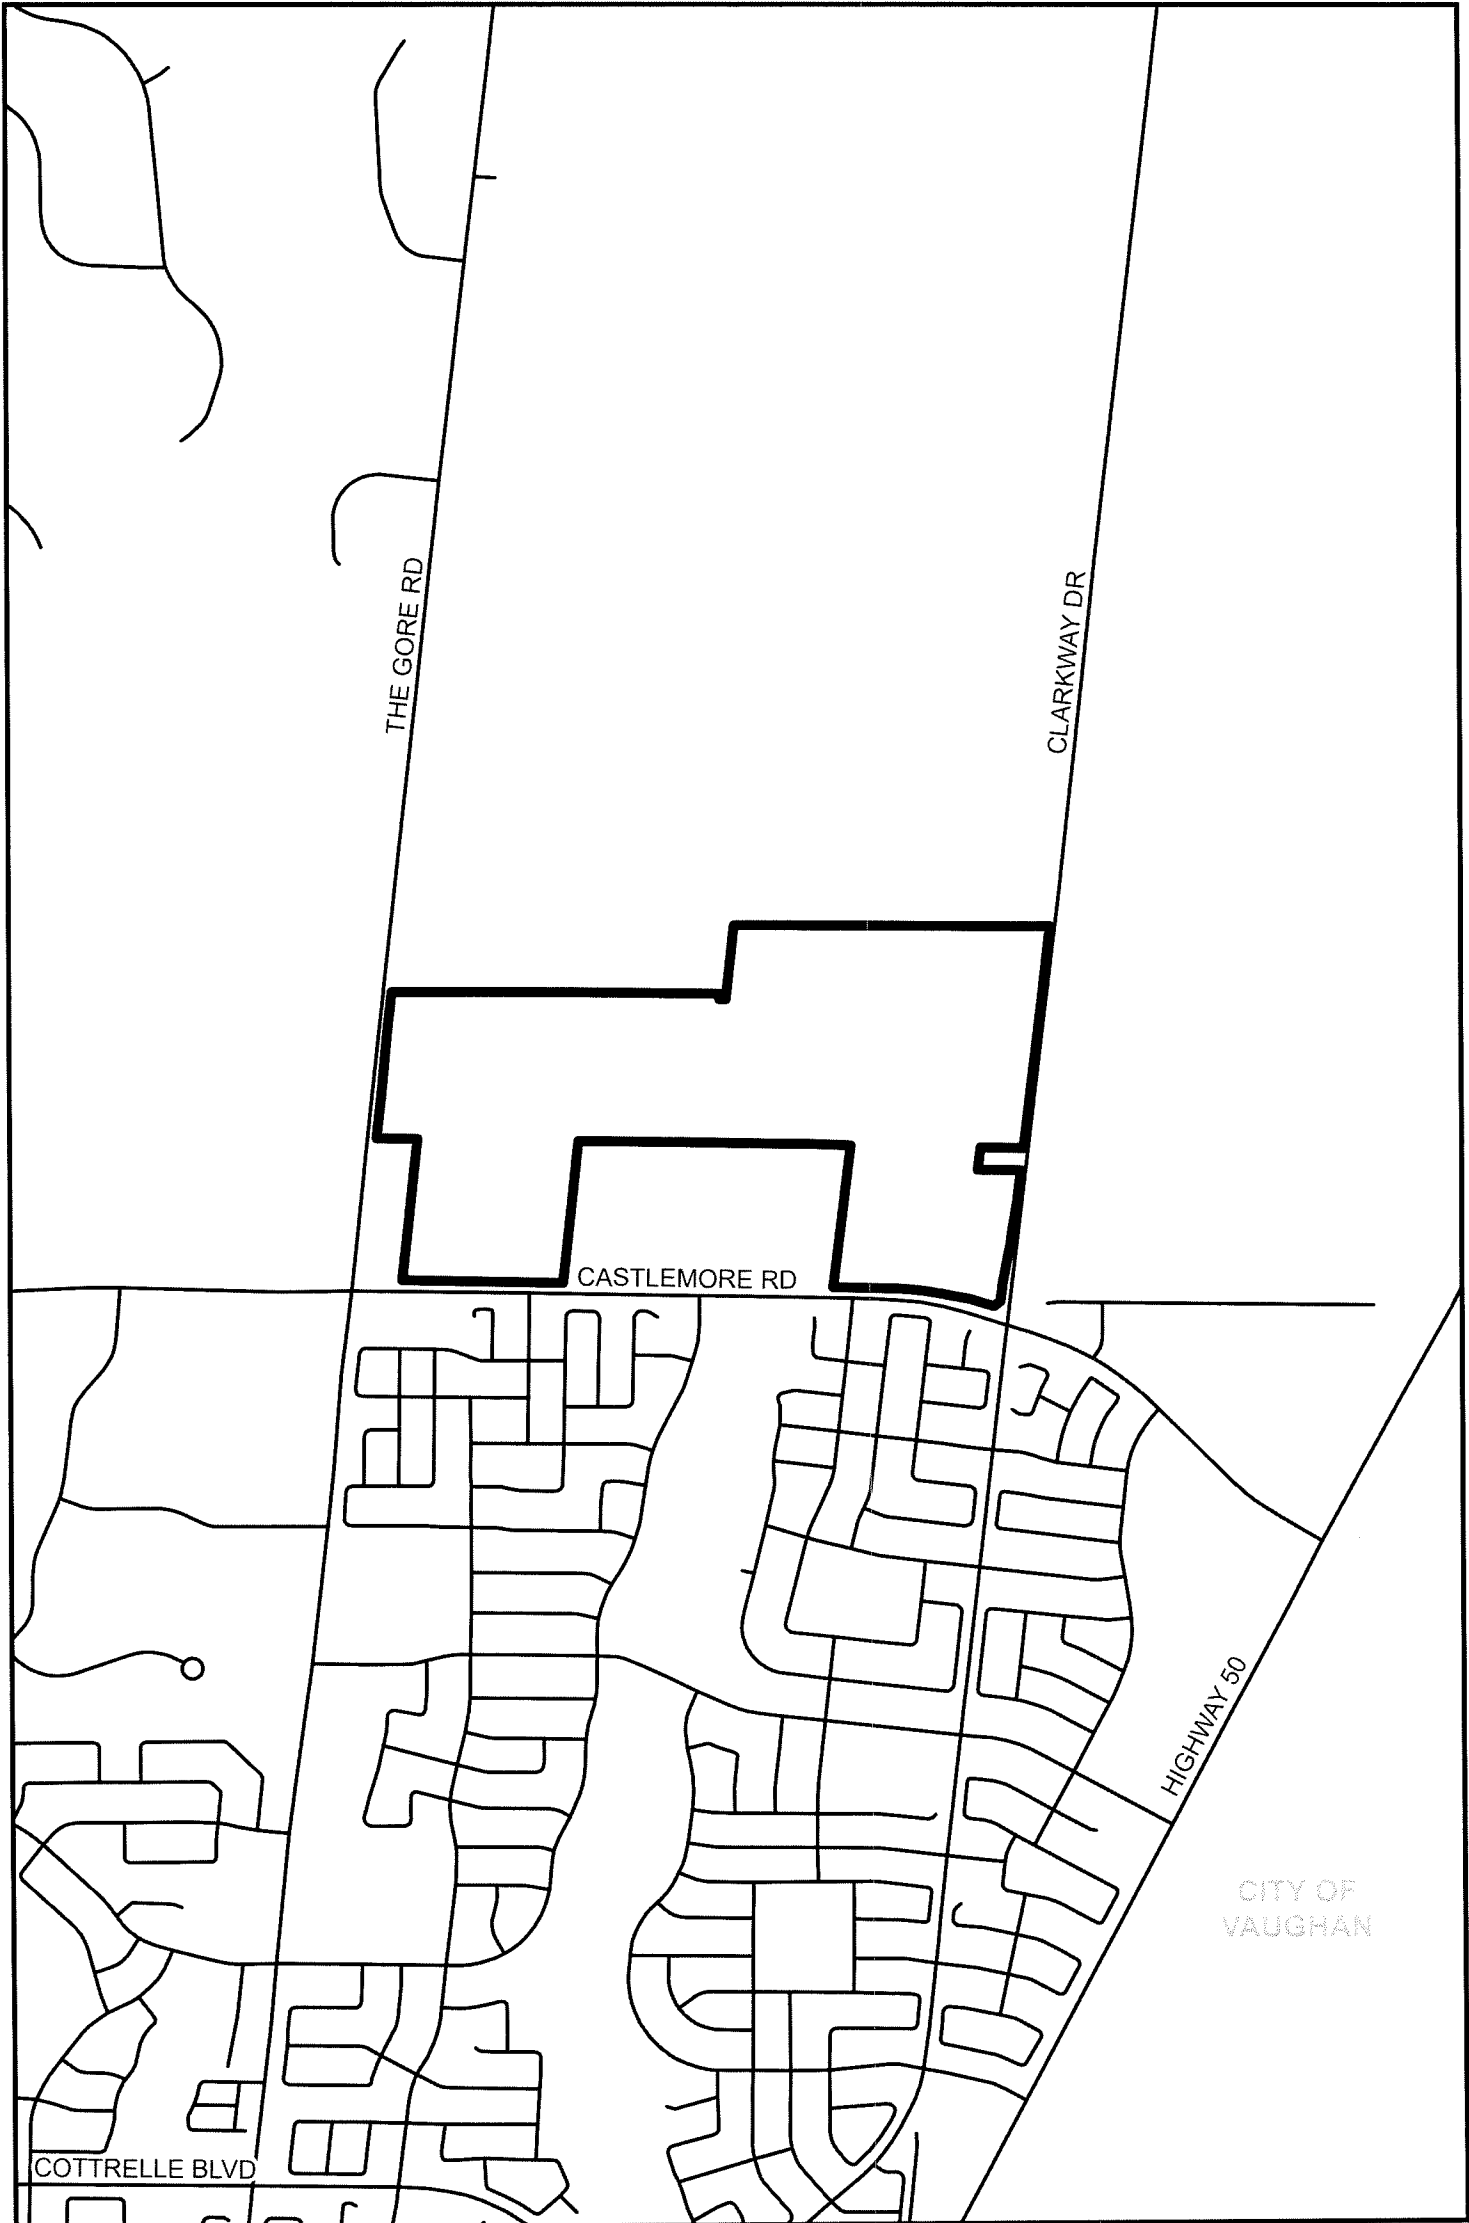 THE GORE RD
CLARKWAY DR
CASTLEMORE RD
HIGHWAY 50
CITY OF
VAUGHAN
COTTRELLE BLVD